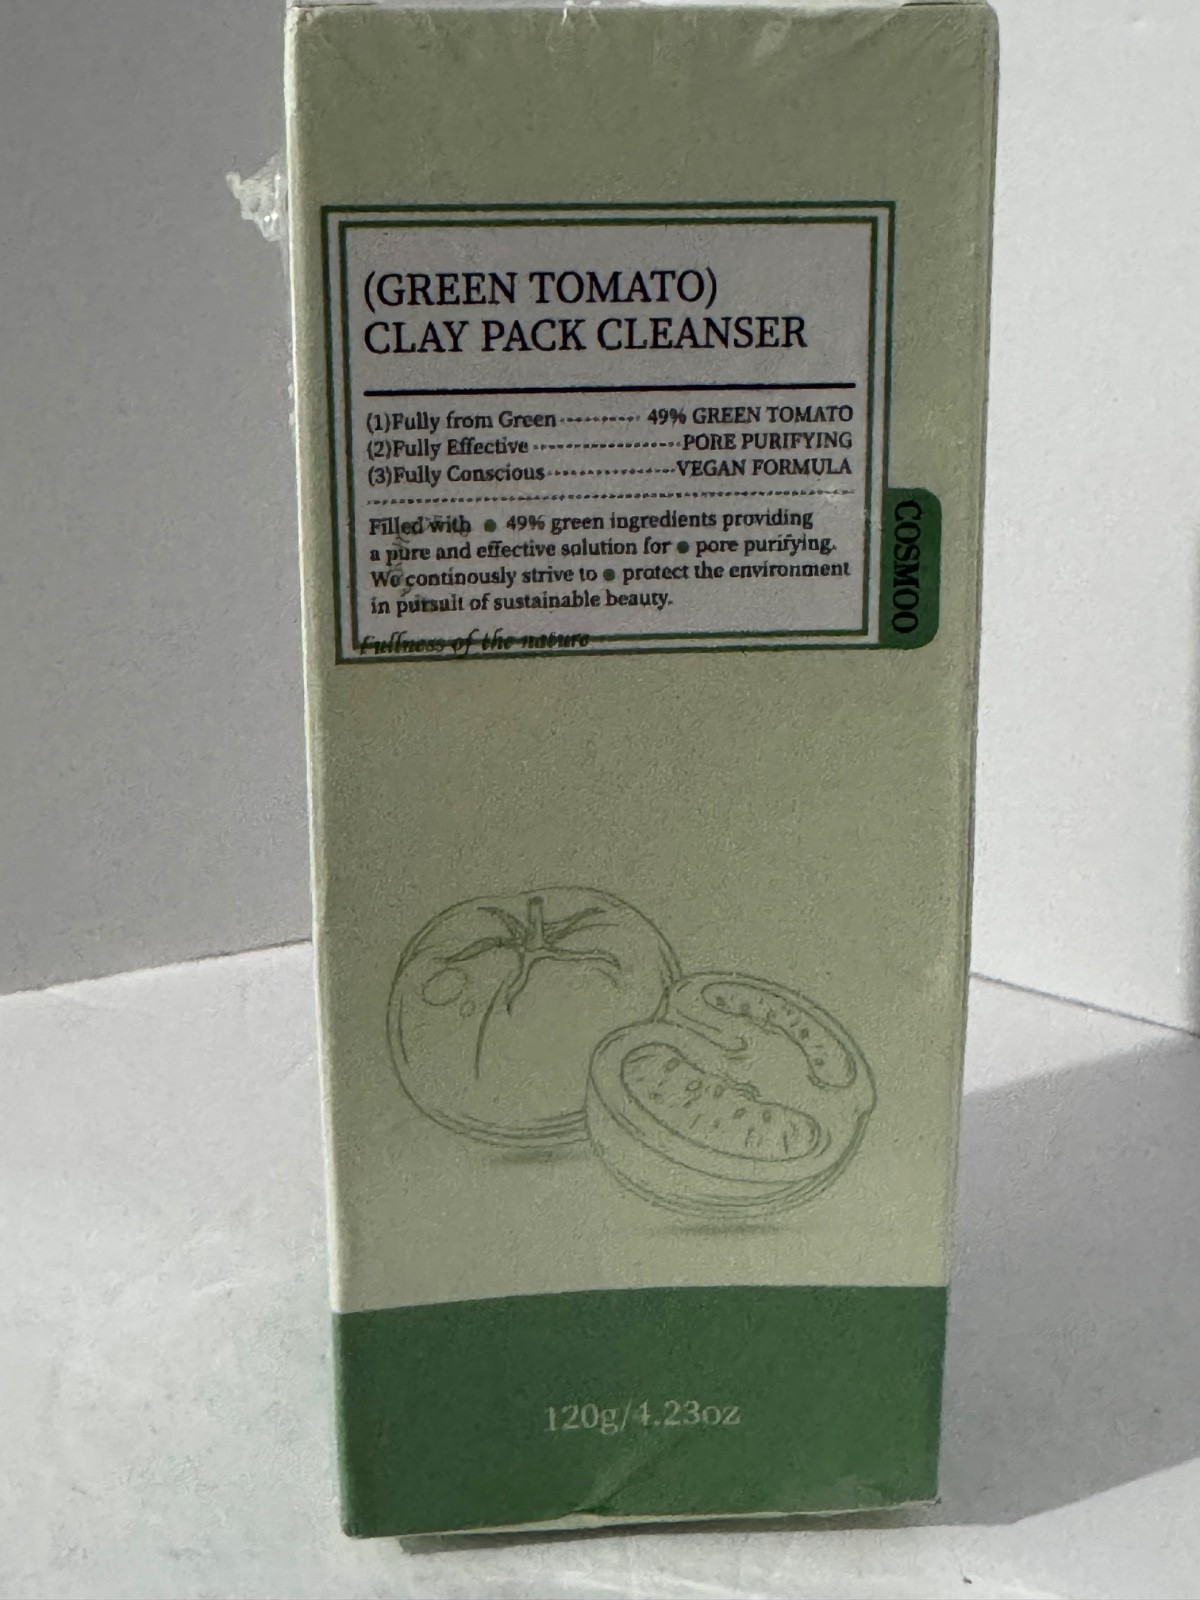 (GREEN TOMATO)
CLAY PACK CLEANSER
(1)Fully from Green·········· 49% GREEN TOMATO
(2)Fully Effective··················PORE PURIFYING
(3)Fully Conscious···············VEGAN FORMULA
Filled with ● 49% green ingredients providing
a pure and effective solution for ● pore purifying.
We continously strive to ● protect the environment
in pursuit of sustainable beauty.
Fullness of the nature
COSMOO
120g/4.23oz